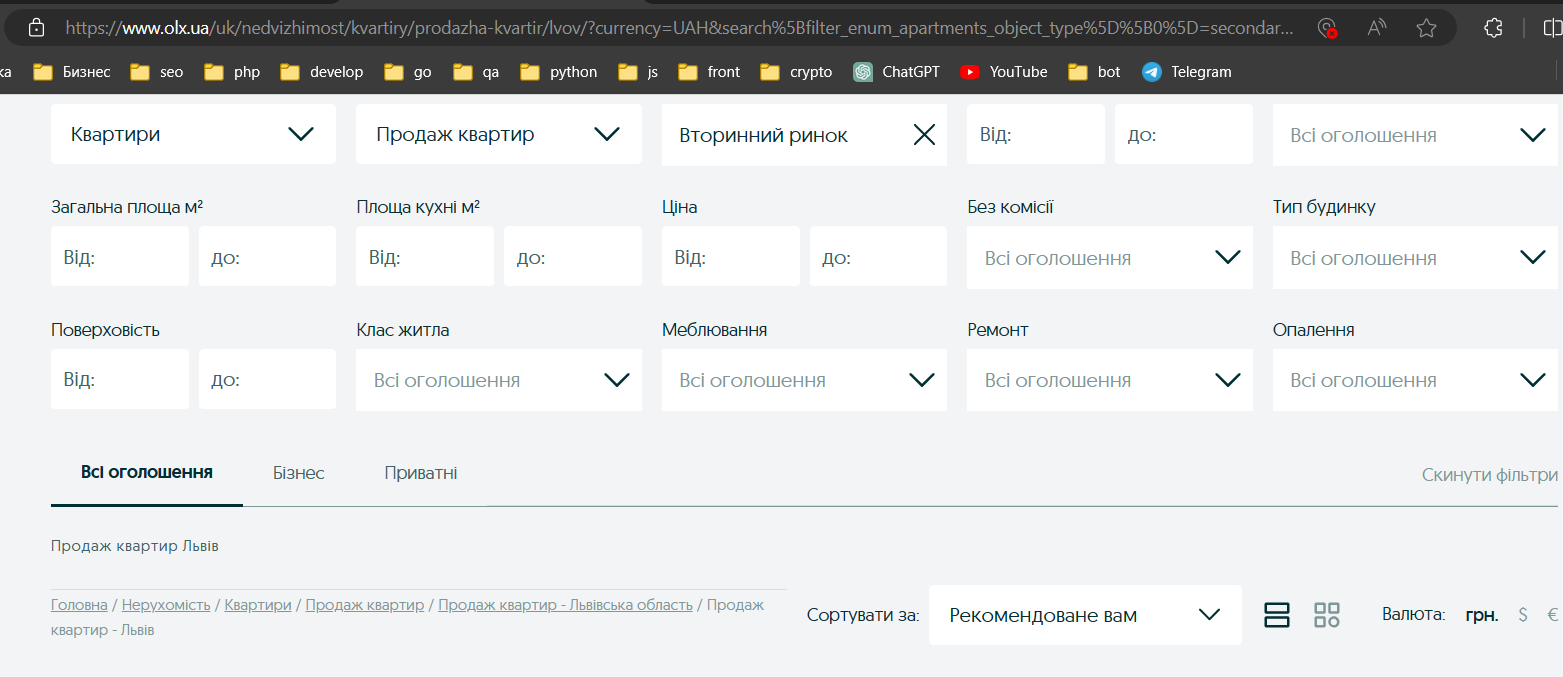 https://www.olx.ua/uk/nedvizhimost/kvartiry/prodazha-kvartir/lvov/?currency=UAH&search%5Bfilter_enum_apartments_object_type%5D%5B0%5D=secondar...
ка Бизнес seo php develop go qa python js front crypto ChatGPT YouTube bot Telegram
Квартири Продаж квартир Вторинний ринок Від: до: Всі оголошення
Загальна площа м² Площа кухні м² Ціна Без комісії Тип будинку
Від: до: Від: до: Від: до: Всі оголошення Всі оголошення
Поверховість Клас житла Меблювання Ремонт Опалення
Від: до: Всі оголошення Всі оголошення Всі оголошення Всі оголошення
Всі оголошення Бізнес Приватні Скинути фільтри
Продаж квартир Львів
Головна / Нерухомість / Квартири / Продаж квартир / Продаж квартир - Львівська область / Продаж
квартир - Львів
Сортувати за: Рекомендоване вам Валюта: грн. $ €